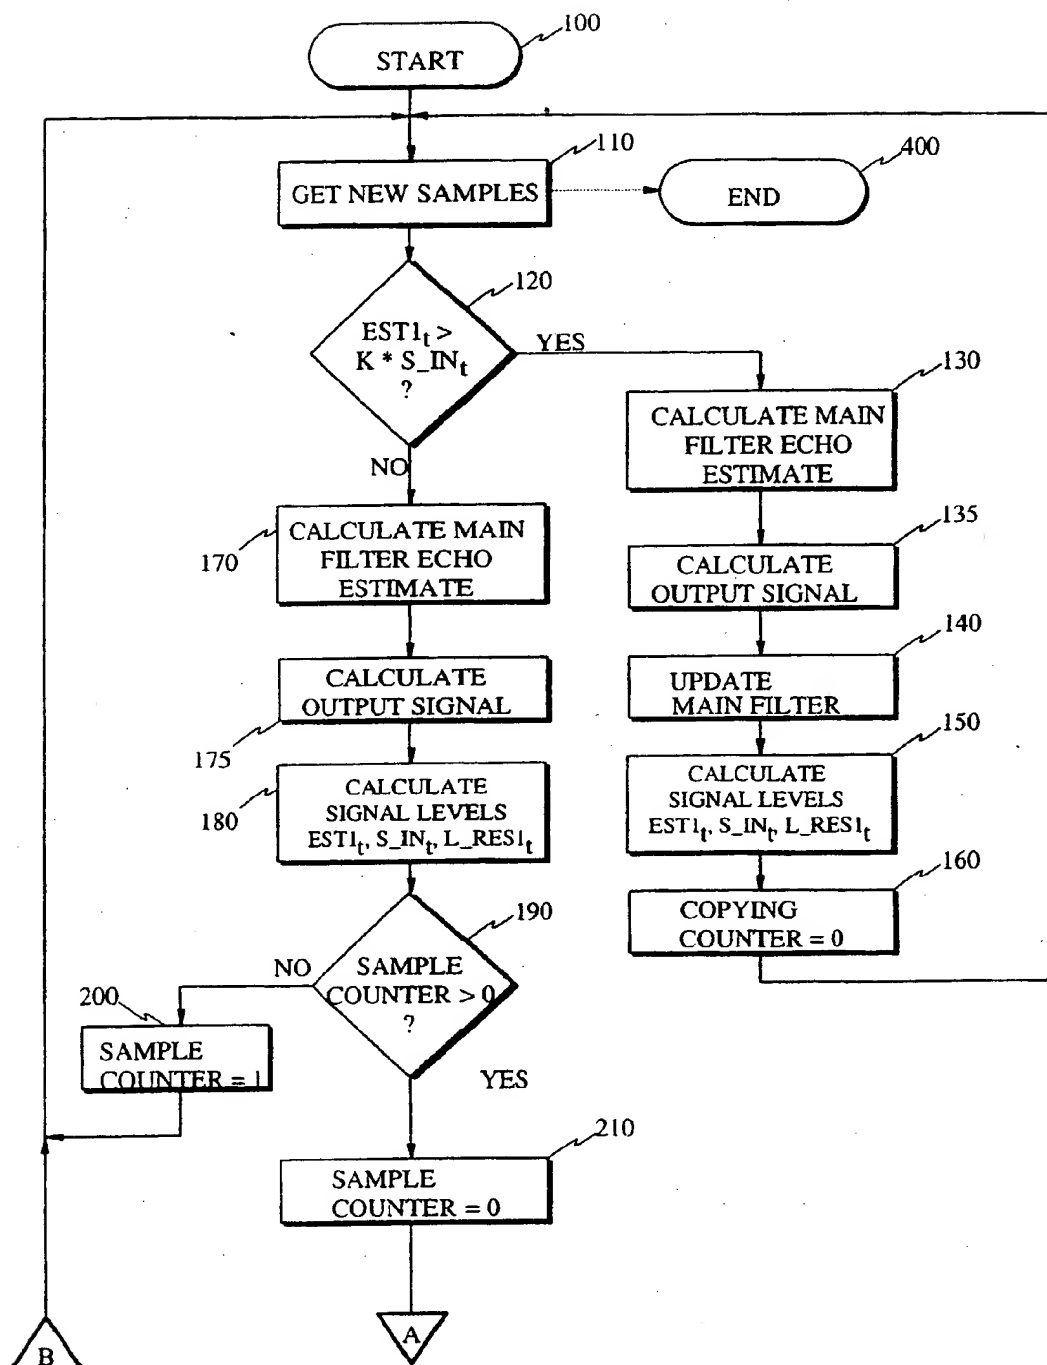 100
START
110
GET NEW SAMPLES
400
END
120
EST1t >
K * S_INt
?
YES
NO
130
CALCULATE MAIN
FILTER ECHO
ESTIMATE
135
CALCULATE
OUTPUT SIGNAL
140
UPDATE
MAIN FILTER
150
CALCULATE
SIGNAL LEVELS
EST1t, S_INt, L_RES1t
160
COPYING
COUNTER = 0
170
CALCULATE MAIN
FILTER ECHO
ESTIMATE
175
CALCULATE
OUTPUT SIGNAL
180
CALCULATE
SIGNAL LEVELS
EST1t, S_INt, L_RES1t
190
SAMPLE
COUNTER > 0
?
NO
YES
200
SAMPLE
COUNTER = 1
210
SAMPLE
COUNTER = 0
A
B